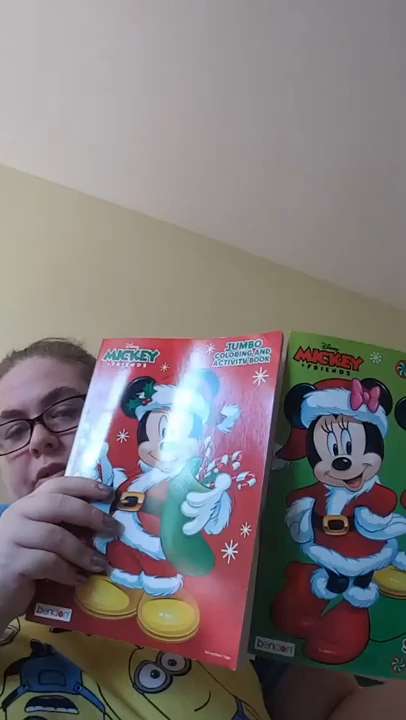 Disney
MICKEY
& FRIENDS
JUMBO
COLORING AND
ACTIVITY BOOK
bendon
Disney
MICKEY
& FRIENDS
bendon